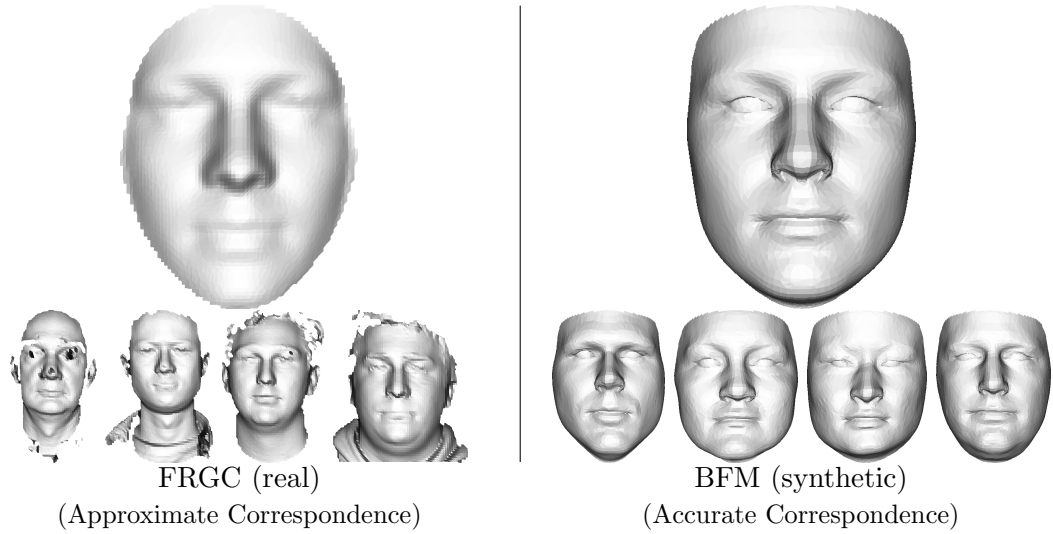 FRGC (real)
(Approximate Correspondence)
BFM (synthetic)
(Accurate Correspondence)